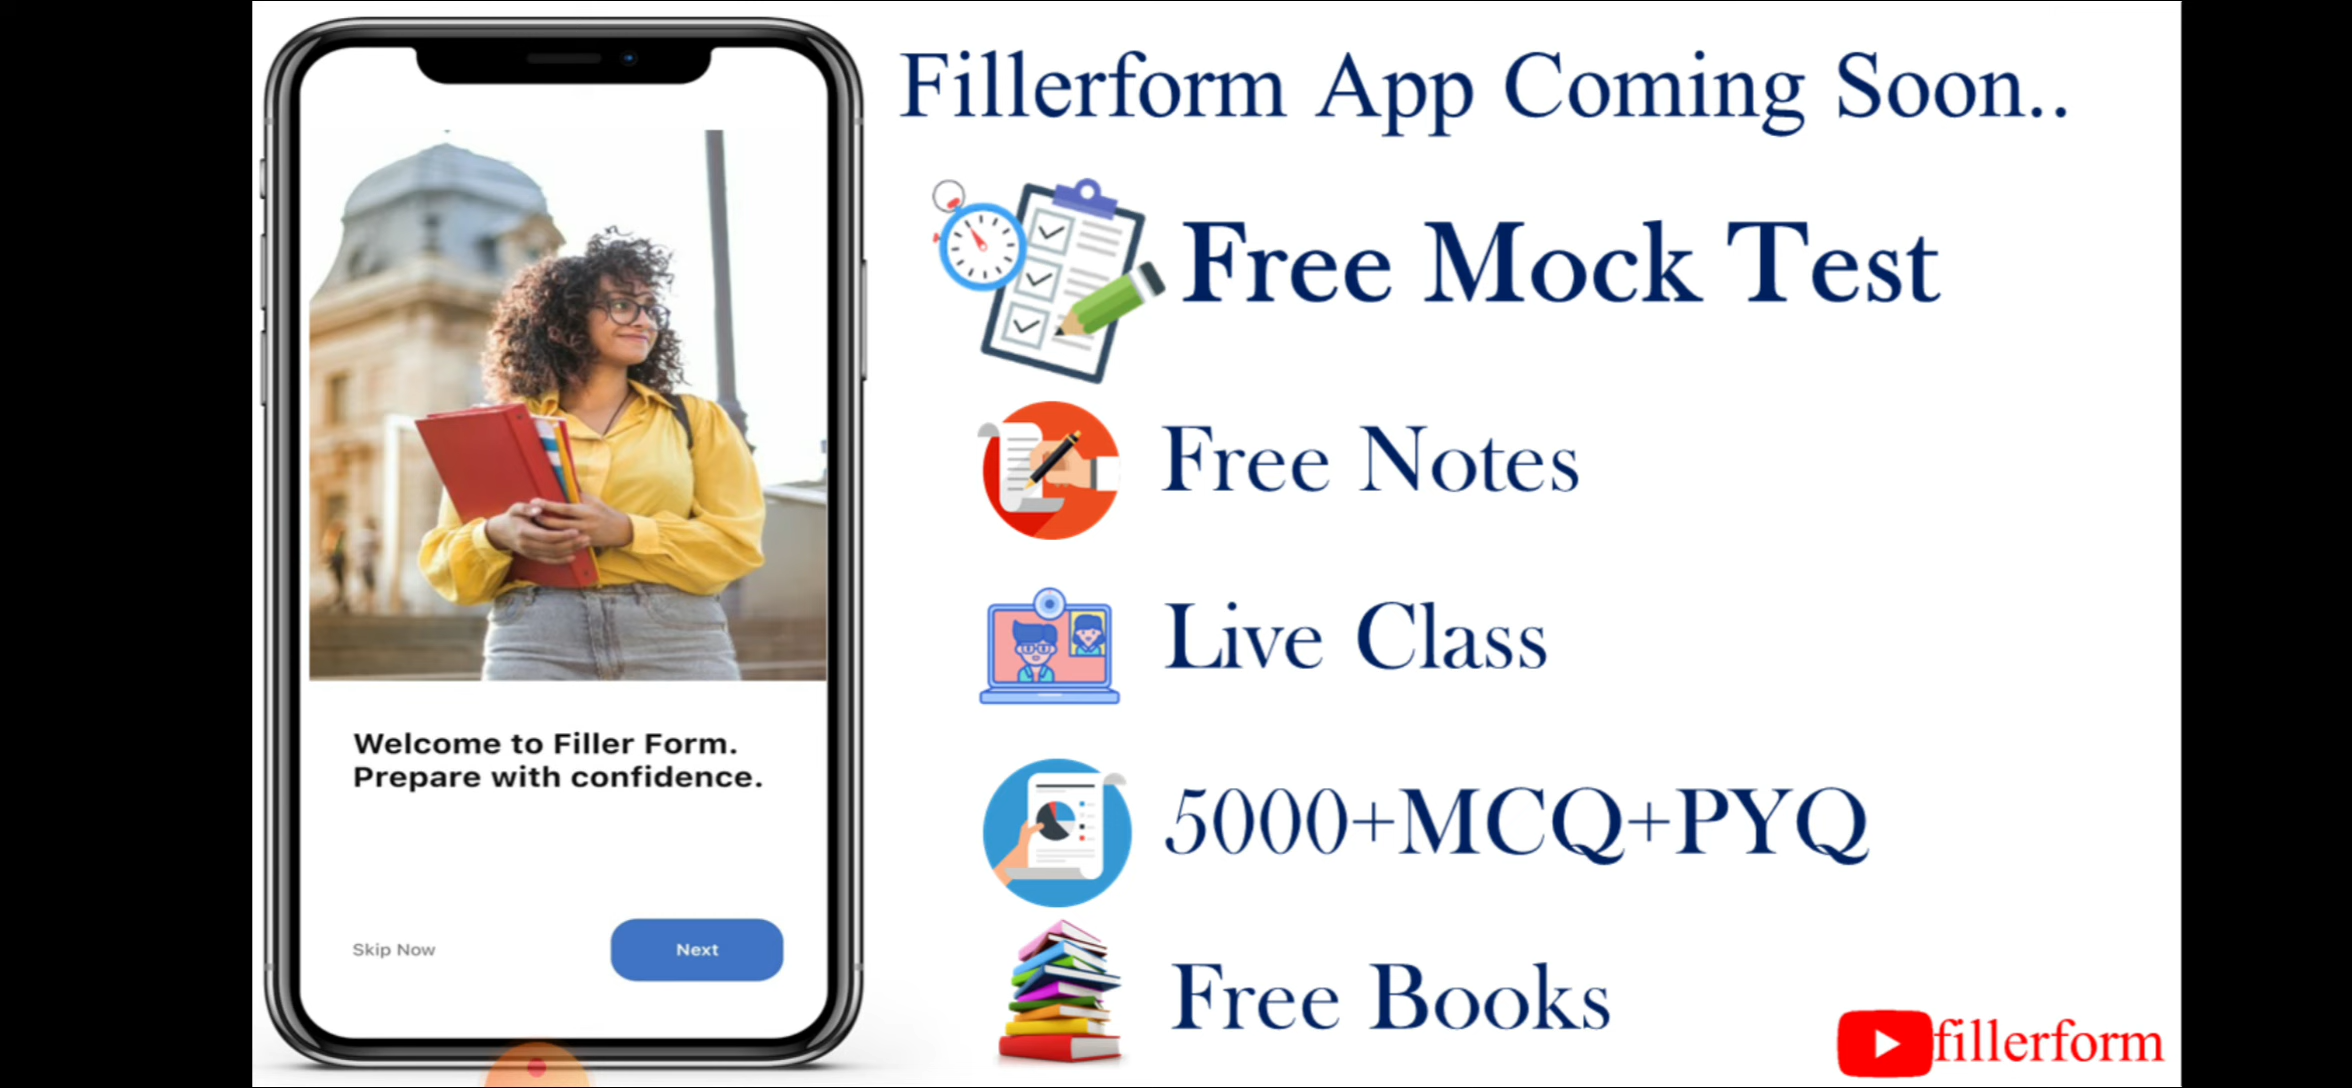 Fillerform App Coming Soon..
Free Mock Test
Free Notes
Live Class
5000+MCQ+PYQ
Free Books
Welcome to Filler Form.
Prepare with confidence.
Skip Now
Next
fillerform